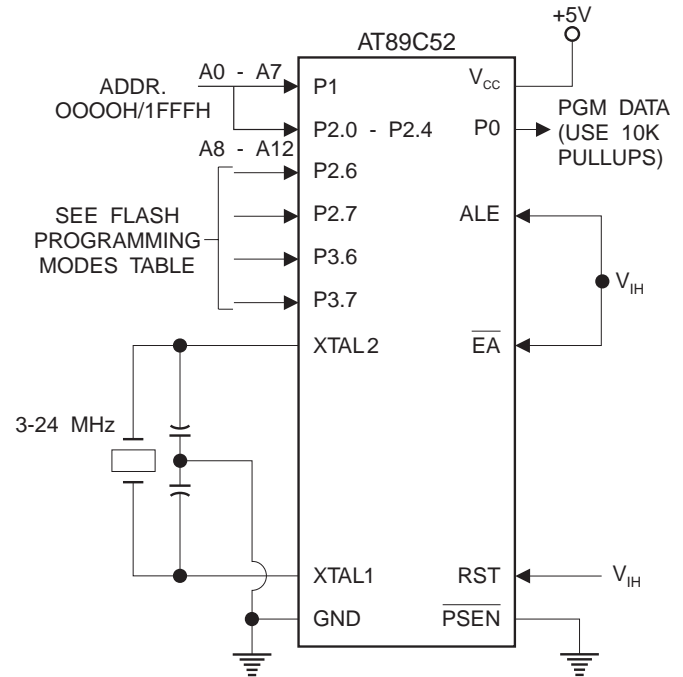 +5V
AT89C52
A0 - A7
ADDR.
OOOOH/1FFFH
P1
VCC
P2.0 - P2.4
P0
PGM DATA
(USE 10K
PULLUPS)
A8 - A12
P2.6
SEE FLASH
PROGRAMMING
MODES TABLE
P2.7
ALE
P3.6
VIH
P3.7
XTAL2
EA
3-24 MHz
XTAL1
RST
VIH
GND
PSEN